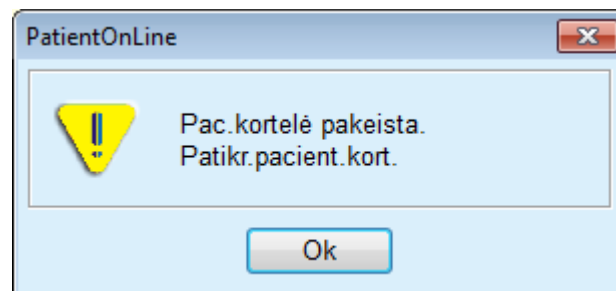 PatientOnLine
Pac.kortelė pakeista.
Patikr.pacient.kort.
Ok